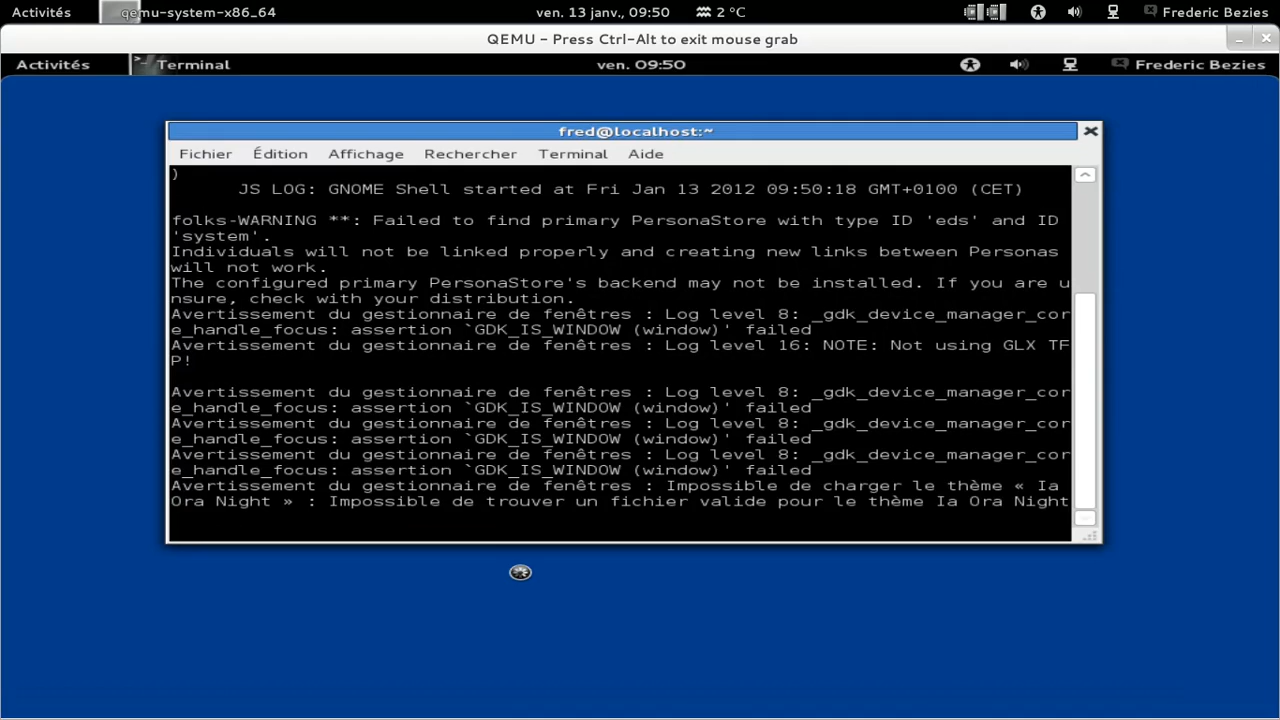 Activités qemu-system-x86_64 ven. 13 janv., 09:50 2 °C Frederic Bezies
QEMU - Press Ctrl-Alt to exit mouse grab
Activités Terminal ven. 09:50 Frederic Bezies
fred@localhost:~
Fichier Édition Affichage Rechercher Terminal Aide
)
JS LOG: GNOME Shell started at Fri Jan 13 2012 09:50:18 GMT+0100 (CET)
folks-WARNING **: Failed to find primary PersonaStore with type ID 'eds' and ID
'system'.
Individuals will not be linked properly and creating new links between Personas
will not work.
The configured primary PersonaStore's backend may not be installed. If you are u
nsure, check with your distribution.
Avertissement du gestionnaire de fenêtres : Log level 8: _gdk_device_manager_cor
e_handle_focus: assertion `GDK_IS_WINDOW (window)' failed
Avertissement du gestionnaire de fenêtres : Log level 16: NOTE: Not using GLX TF
P!
Avertissement du gestionnaire de fenêtres : Log level 8: _gdk_device_manager_cor
e_handle_focus: assertion `GDK_IS_WINDOW (window)' failed
Avertissement du gestionnaire de fenêtres : Log level 8: _gdk_device_manager_cor
e_handle_focus: assertion `GDK_IS_WINDOW (window)' failed
Avertissement du gestionnaire de fenêtres : Log level 8: _gdk_device_manager_cor
e_handle_focus: assertion `GDK_IS_WINDOW (window)' failed
Avertissement du gestionnaire de fenêtres : Impossible de charger le thème « Ia
Ora Night » : Impossible de trouver un fichier valide pour le thème Ia Ora Night